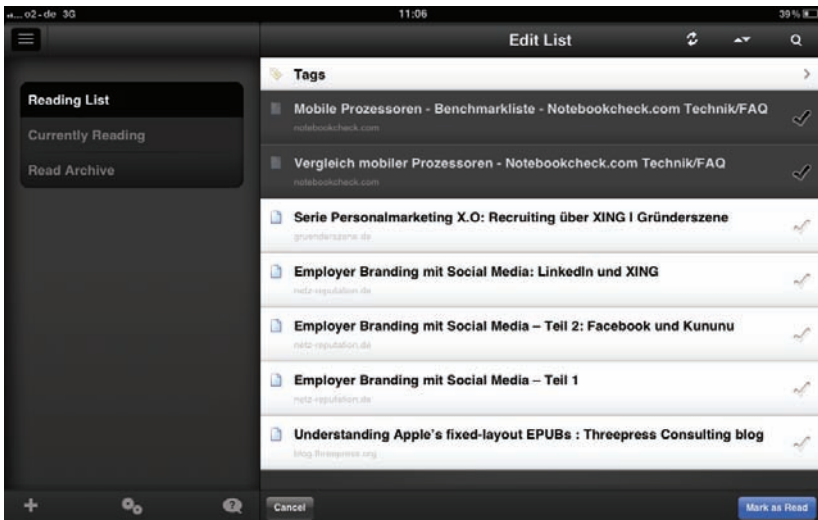 ...o2-de 3G
11:06
39 %
Edit List
Tags
Reading List
Currently Reading
Read Archive
Mobile Prozessoren - Benchmarkliste - Notebookcheck.com Technik/FAQ
notebookcheck.com
Vergleich mobiler Prozessoren - Notebookcheck.com Technik/FAQ
notebookcheck.com
Serie Personalmarketing X.O: Recruiting über XING I Gründerszene
gruenderszene.de
Employer Branding mit Social Media: LinkedIn und XING
netz-reputation.de
Employer Branding mit Social Media – Teil 2: Facebook und Kununu
netz-reputation.de
Employer Branding mit Social Media – Teil 1
netz-reputation.de
Understanding Apple's fixed-layout EPUBs : Threepress Consulting blog
blog.threepress.org
Cancel
Mark as Read